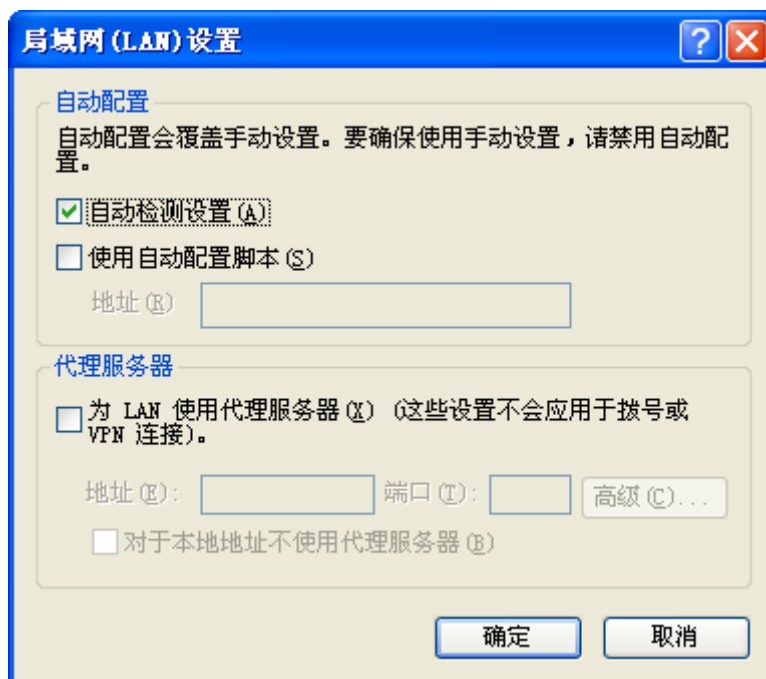 局域网(LAN)设置
自动配置
自动配置会覆盖手动设置。要确保使用手动设置，请禁用自动配
置。
自动检测设置(A)
使用自动配置脚本(S)
地址(R)
代理服务器
为 LAN 使用代理服务器(X) (这些设置不会应用于拨号或
VPN 连接)。
地址(E): 端口(T): 高级(C)...
对于本地地址不使用代理服务器(B)
确定 取消